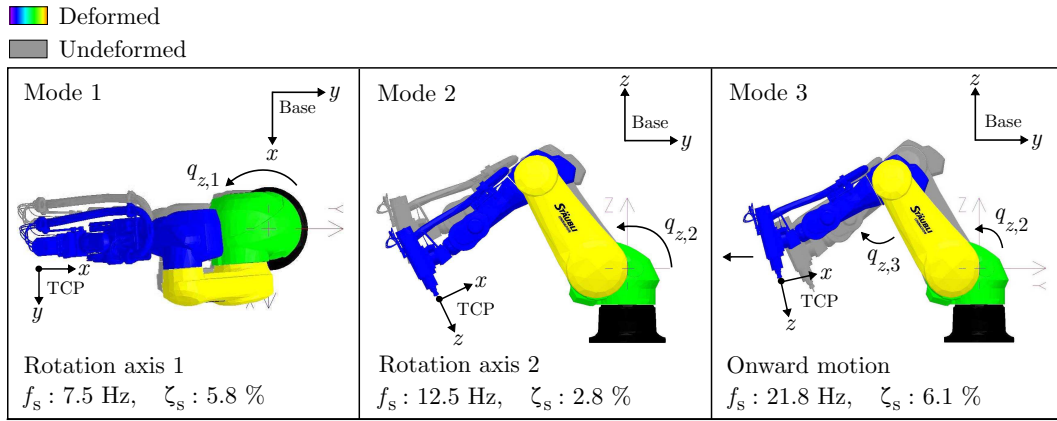 Deformed
Undeformed
Mode 1
Base
y
x
q_{z,1}
x
TCP
y
Y
Rotation axis 1
f_s : 7.5 Hz, ζ_s : 5.8 %
Mode 2
z
Base
y
STÄUBLI
Z
q_{z,2}
x
TCP
z
Rotation axis 2
f_s : 12.5 Hz, ζ_s : 2.8 %
Mode 3
z
Base
y
STÄUBLI
Z
q_{z,2}
q_{z,3}
x
TCP
z
Y
Onward motion
f_s : 21.8 Hz, ζ_s : 6.1 %